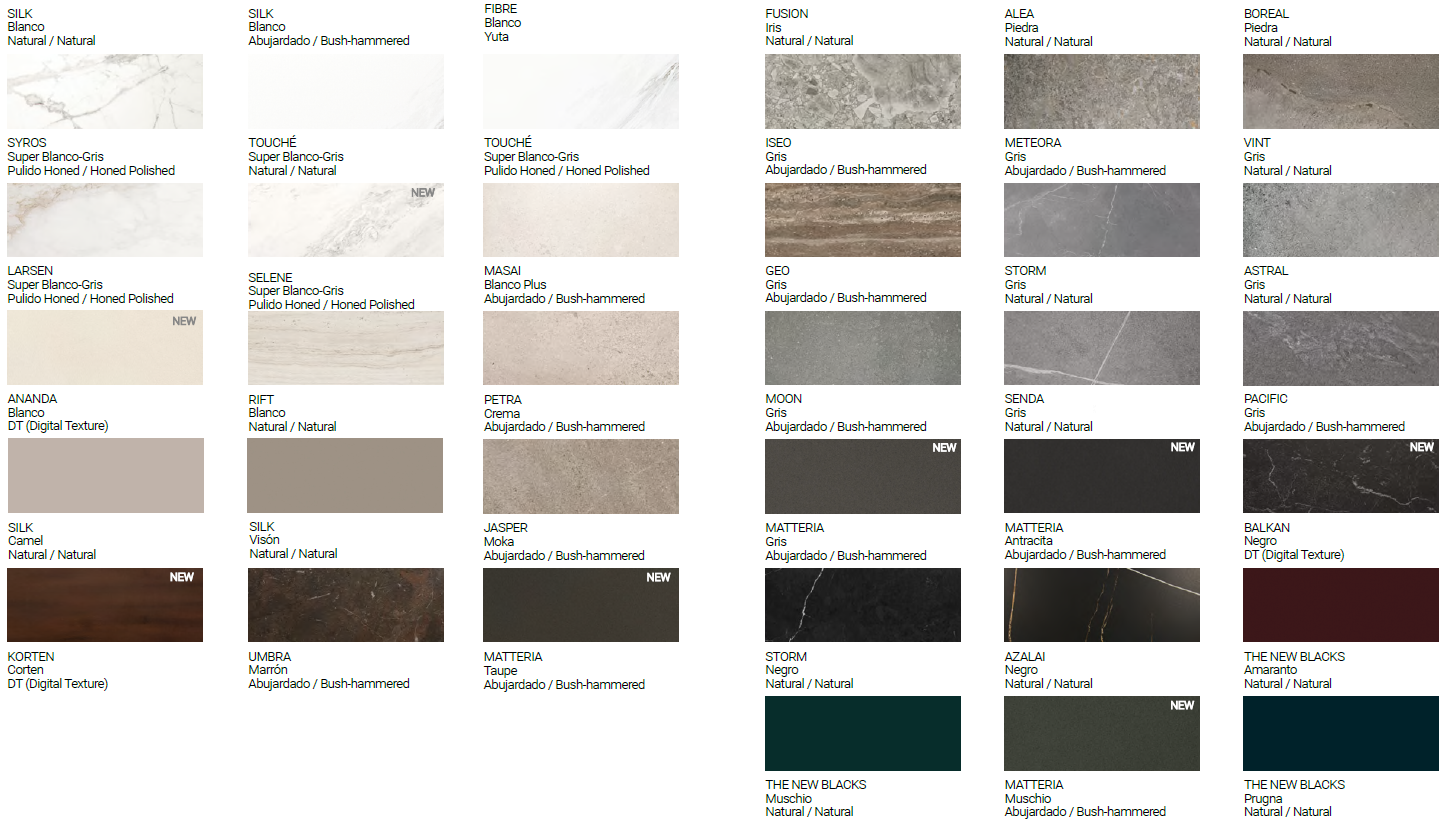 SILK
Blanco
Natural / Natural
SILK
Blanco
Abujardado / Bush-hammered
FIBRE
Blanco
Yuta
FUSION
Iris
Natural / Natural
ALEA
Piedra
Natural / Natural
BOREAL
Piedra
Natural / Natural
SYROS
Super Blanco-Gris
Pulido Honed / Honed Polished
TOUCHÉ
Super Blanco-Gris
Natural / Natural
TOUCHÉ
Super Blanco-Gris
Pulido Honed / Honed Polished
ISEO
Gris
Abujardado / Bush-hammered
METEORA
Gris
Abujardado / Bush-hammered
VINT
Gris
Natural / Natural
NEW
LARSEN
Super Blanco-Gris
Pulido Honed / Honed Polished
SELENE
Super Blanco-Gris
Pulido Honed / Honed Polished
MASAI
Blanco Plus
Abujardado / Bush-hammered
GEO
Gris
Abujardado / Bush-hammered
STORM
Gris
Natural / Natural
ASTRAL
Gris
Natural / Natural
NEW
ANANDA
Blanco
DT (Digital Texture)
RIFT
Blanco
Natural / Natural
PETRA
Crema
Abujardado / Bush-hammered
MOON
Gris
Abujardado / Bush-hammered
SENDA
Gris
Natural / Natural
PACIFIC
Gris
Abujardado / Bush-hammered
NEW
NEW
NEW
SILK
Camel
Natural / Natural
SILK
Visón
Natural / Natural
JASPER
Moka
Abujardado / Bush-hammered
MATTERIA
Gris
Abujardado / Bush-hammered
MATTERIA
Antracita
Abujardado / Bush-hammered
BALKAN
Negro
DT (Digital Texture)
NEW
NEW
KORTEN
Corten
DT (Digital Texture)
UMBRA
Marrón
Abujardado / Bush-hammered
MATTERIA
Taupe
Abujardado / Bush-hammered
STORM
Negro
Natural / Natural
AZALAI
Negro
Natural / Natural
THE NEW BLACKS
Amaranto
Natural / Natural
NEW
THE NEW BLACKS
Muschio
Natural / Natural
MATTERIA
Muschio
Abujardado / Bush-hammered
THE NEW BLACKS
Prugna
Natural / Natural